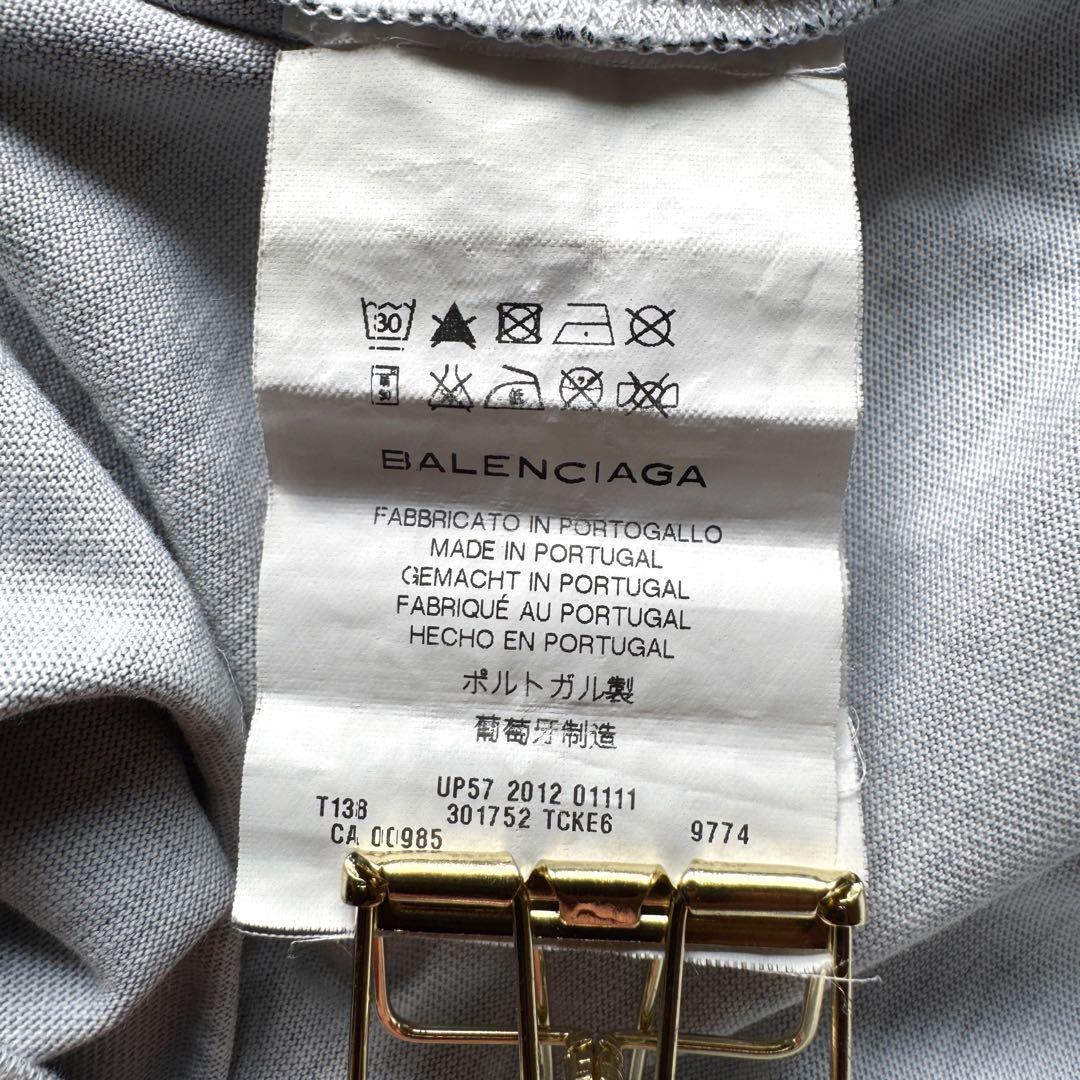 30
BALENCIAGA
FABBRICATO IN PORTOGALLO
MADE IN PORTUGAL
GEMACHT IN PORTUGAL
FABRIQUÉ AU PORTUGAL
HECHO EN PORTUGAL
ポルトガル製
葡萄牙制造
UP57 2012 01111
T138 301752 TCKE6 9774
CA 00985